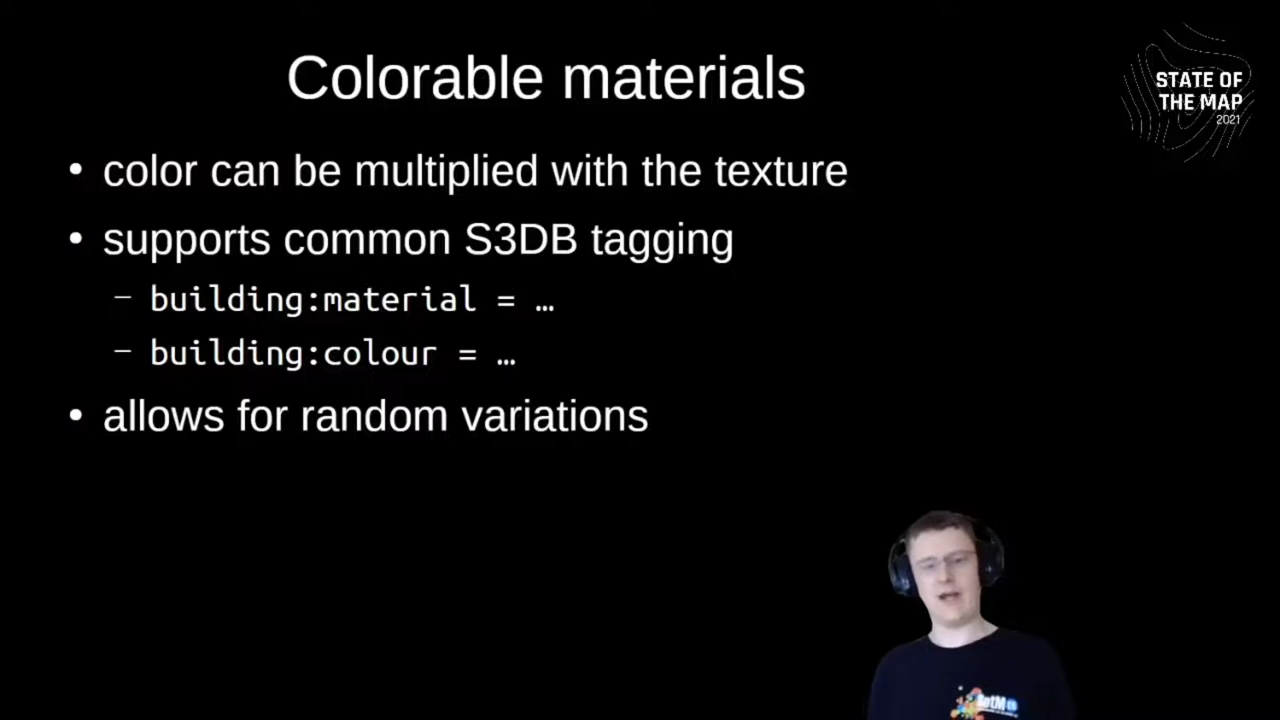 Colorable materials
STATE OF
THE MAP
2021
• color can be multiplied with the texture
• supports common S3DB tagging
– building:material = …
– building:colour = …
• allows for random variations
SotM